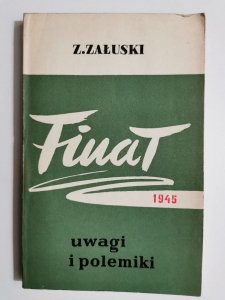 Z. ZAŁUSKI
Finał
1945
uwagi
i polemiki